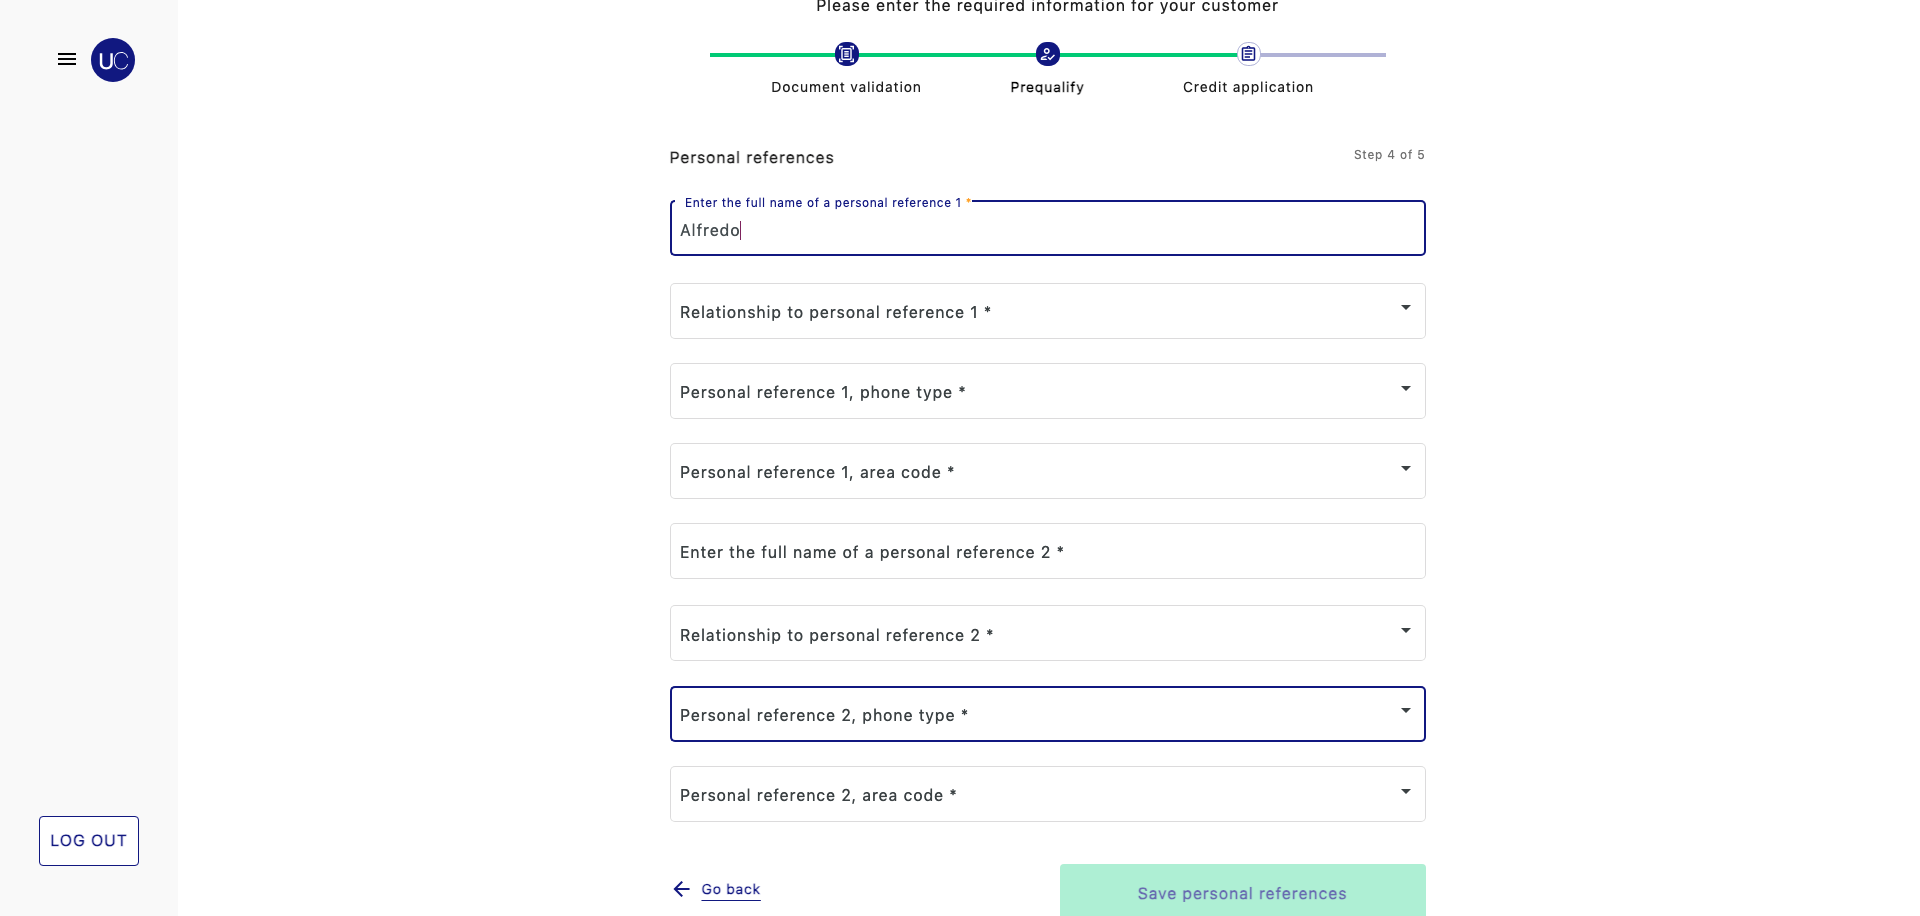 Please enter the required information for your customer
UC
Document validation
Prequalify
Credit application
Personal references
Step 4 of 5
Enter the full name of a personal reference 1 *
Alfredo
Relationship to personal reference 1 *
Personal reference 1, phone type *
Personal reference 1, area code *
Enter the full name of a personal reference 2 *
Relationship to personal reference 2 *
Personal reference 2, phone type *
Personal reference 2, area code *
LOG OUT
Go back
Save personal references